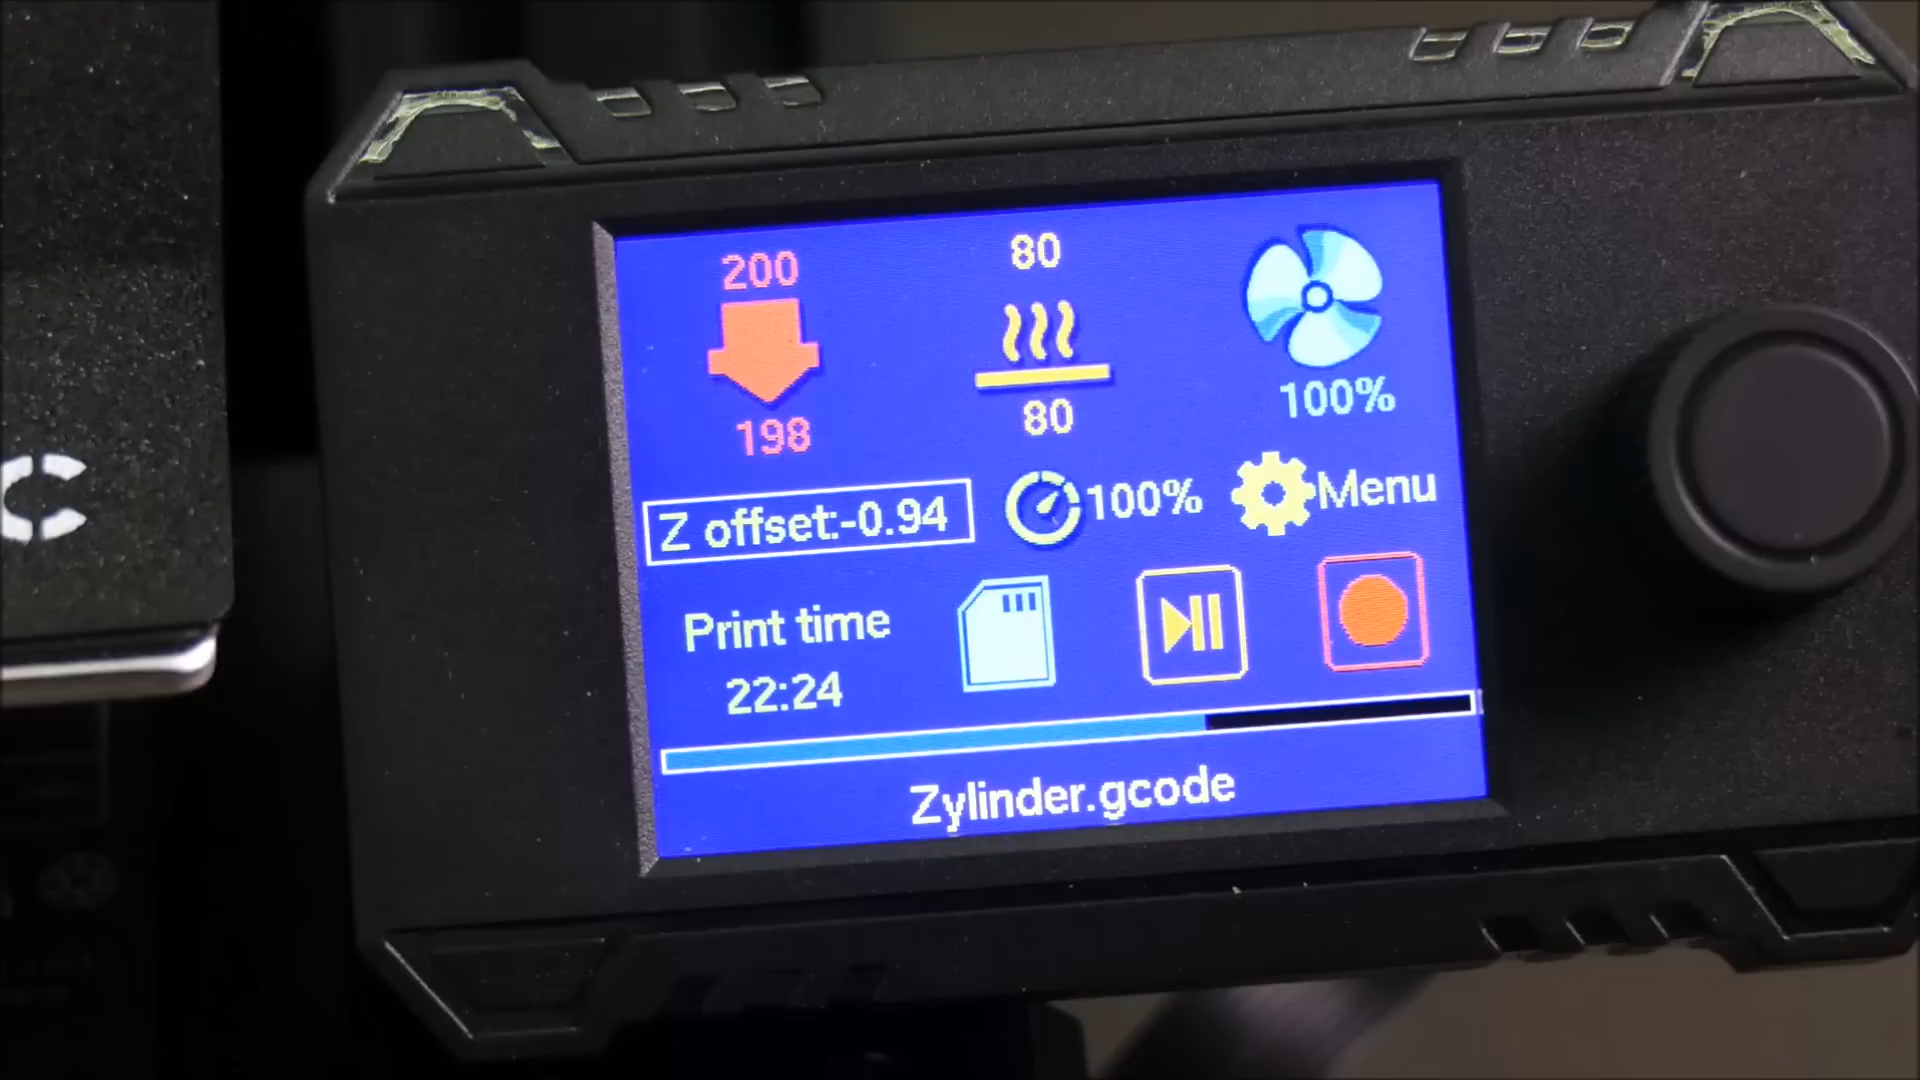 200
80
198
80
100%
Z offset:-0.94
100%
Menu
Print time
22:24
Zylinder.gcode
C